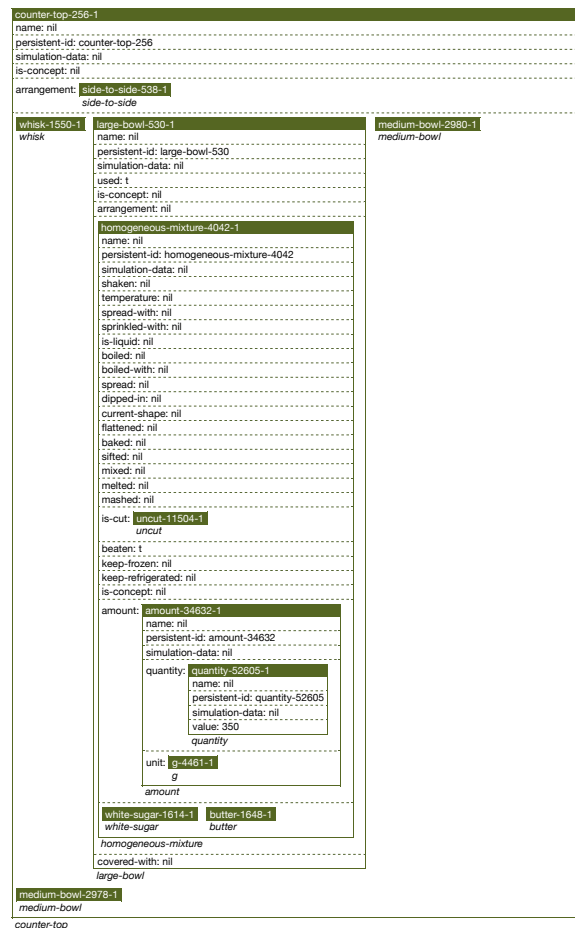 counter-top-256-1
name: nil
persistent-id: counter-top-256
simulation-data: nil
is-concept: nil
arrangement: side-to-side-538-1
side-to-side
whisk-1550-1
whisk
large-bowl-530-1
name: nil
persistent-id: large-bowl-530
simulation-data: nil
used: t
is-concept: nil
arrangement: nil
homogeneous-mixture-4042-1
name: nil
persistent-id: homogeneous-mixture-4042
simulation-data: nil
shaken: nil
temperature: nil
spread-with: nil
sprinkled-with: nil
is-liquid: nil
boiled: nil
boiled-with: nil
spread: nil
dipped-in: nil
current-shape: nil
flattened: nil
baked: nil
sifted: nil
mixed: nil
melted: nil
mashed: nil
is-cut: uncut-11504-1
uncut
beaten: t
keep-frozen: nil
keep-refrigerated: nil
is-concept: nil
amount: amount-34632-1
name: nil
persistent-id: amount-34632
simulation-data: nil
quantity: quantity-52605-1
name: nil
persistent-id: quantity-52605
simulation-data: nil
value: 350
quantity
unit: g-4461-1
g
amount
white-sugar-1614-1 butter-1648-1
white-sugar butter
homogeneous-mixture
covered-with: nil
large-bowl
medium-bowl-2980-1
medium-bowl
medium-bowl-2978-1
medium-bowl
counter-top